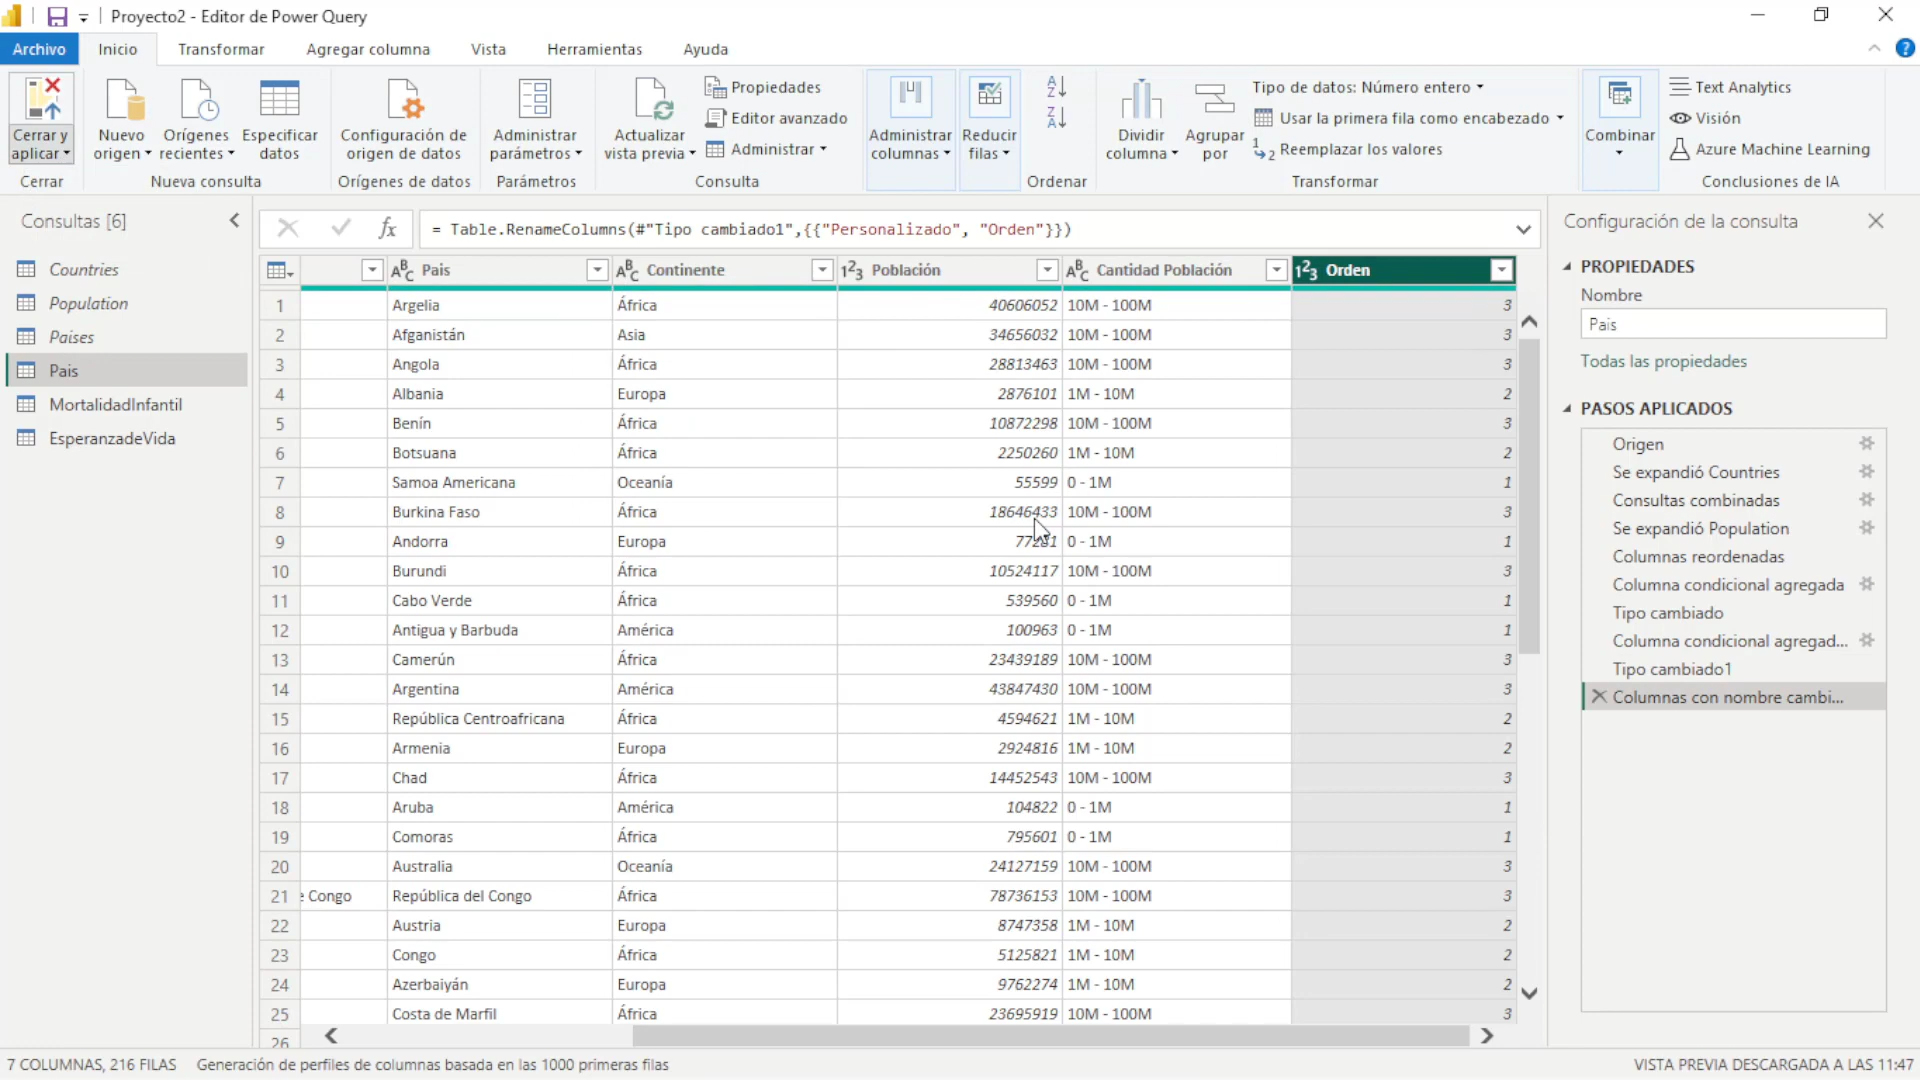 Proyecto2 - Editor de Power Query
Archivo
Inicio
Transformar
Agregar columna
Vista
Herramientas
Ayuda
Cerrar y aplicar
Nuevo origen
Orígenes recientes
Especificar datos
Configuración de origen de datos
Administrar parámetros
Actualizar vista previa
Propiedades
Editor avanzado
Administrar
Administrar columnas
Reducir filas
Dividir columna
Agrupar por
Tipo de datos: Número entero
Usar la primera fila como encabezado
Reemplazar los valores
Combinar
Text Analytics
Visión
Azure Machine Learning
Cerrar
Nueva consulta
Orígenes de datos
Parámetros
Consulta
Ordenar
Transformar
Conclusiones de IA
Consultas [6]
Countries
Population
Paises
Pais
MortalidadInfantil
EsperanzadeVida
= Table.RenameColumns(#"Tipo cambiado1",{{"Personalizado", "Orden"}})
Pais Continente Población Cantidad Población Orden
1 Argelia África 40606052 10M - 100M 3
2 Afganistán Asia 34656032 10M - 100M 3
3 Angola África 28813463 10M - 100M 3
4 Albania Europa 2876101 1M - 10M 2
5 Benín África 10872298 10M - 100M 3
6 Botsuana África 2250260 1M - 10M 2
7 Samoa Americana Oceanía 55599 0 - 1M 1
8 Burkina Faso África 18646433 10M - 100M 3
9 Andorra Europa 0 - 1M 1
10 Burundi África 10524117 10M - 100M 3
11 Cabo Verde África 539560 0 - 1M 1
12 Antigua y Barbuda América 100963 0 - 1M 1
13 Camerún África 23439189 10M - 100M 3
14 Argentina América 43847430 10M - 100M 3
15 República Centroafricana África 4594621 1M - 10M 2
16 Armenia Europa 2924816 1M - 10M 2
17 Chad África 14452543 10M - 100M 3
18 Aruba América 104822 0 - 1M 1
19 Comoras África 795601 0 - 1M 1
20 Australia Oceanía 24127159 10M - 100M 3
21 e Congo República del Congo África 78736153 10M - 100M 3
22 Austria Europa 8747358 1M - 10M 2
23 Congo África 5125821 1M - 10M 2
24 Azerbaiyán Europa 9762274 1M - 10M 2
25 Costa de Marfil África 23695919 10M - 100M 3
26
Configuración de la consulta
PROPIEDADES
Nombre
Pais
Todas las propiedades
PASOS APLICADOS
Origen
Se expandió Countries
Consultas combinadas
Se expandió Population
Columnas reordenadas
Columna condicional agregada
Tipo cambiado
Columna condicional agregad...
Tipo cambiado1
Columnas con nombre cambi...
7 COLUMNAS, 216 FILAS
Generación de perfiles de columnas basada en las 1000 primeras filas
VISTA PREVIA DESCARGADA A LAS 11:47